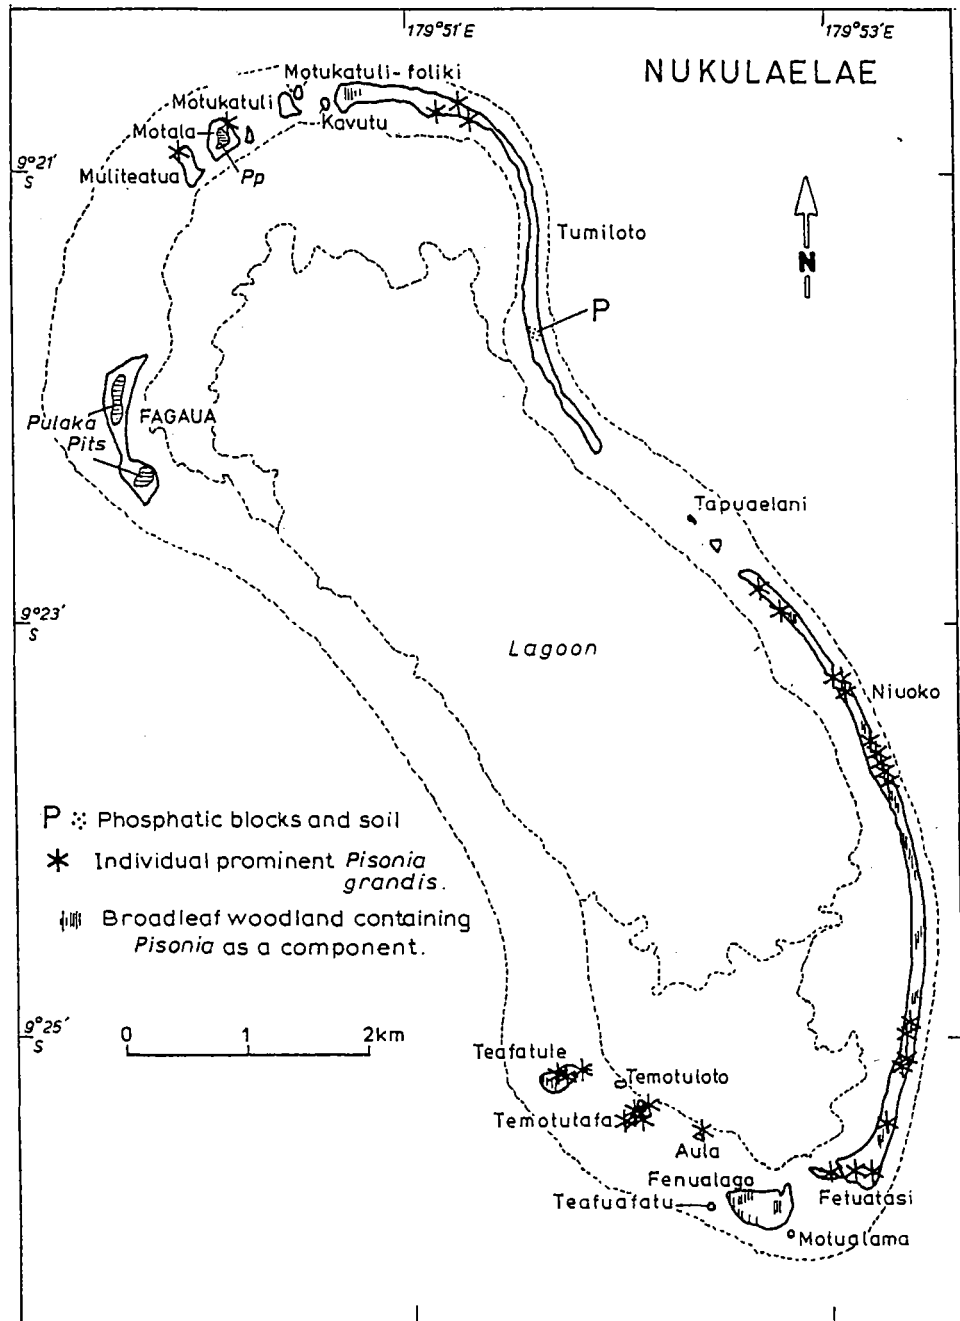 179°51'E
179°53'E
NUKULAELAE
Motukatuli-foliki
Motukatuli
Kavutu
Motala
9°21'
S
Muliteatua
Pp
Tumiloto
N
P
Pulaka
Pits
FAGAUA
Tapuaelani
9°23'
S
Lagoon
Niuoko
P Phosphatic blocks and soil
Individual prominent Pisonia
grandis.
Broadleaf woodland containing
Pisonia as a component.
9°25'
S
0 1 2km
Teafatule
Temotuloto
Temotutafa
Aula
Fenualago
Teafuafatu
Fetuatasi
Motualama